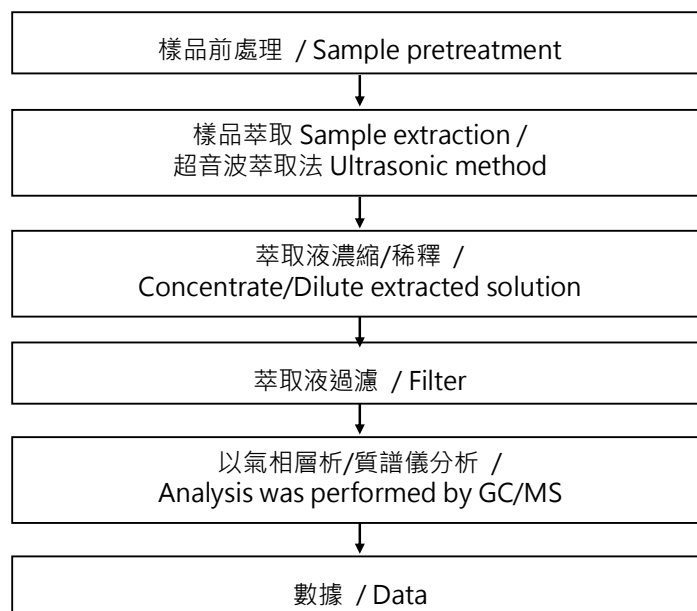 樣品前處理 / Sample pretreatment
樣品萃取 Sample extraction /
超音波萃取法 Ultrasonic method
萃取液濃縮/稀釋 /
Concentrate/Dilute extracted solution
萃取液過濾 / Filter
以氣相層析/質譜儀分析 /
Analysis was performed by GC/MS
數據 / Data